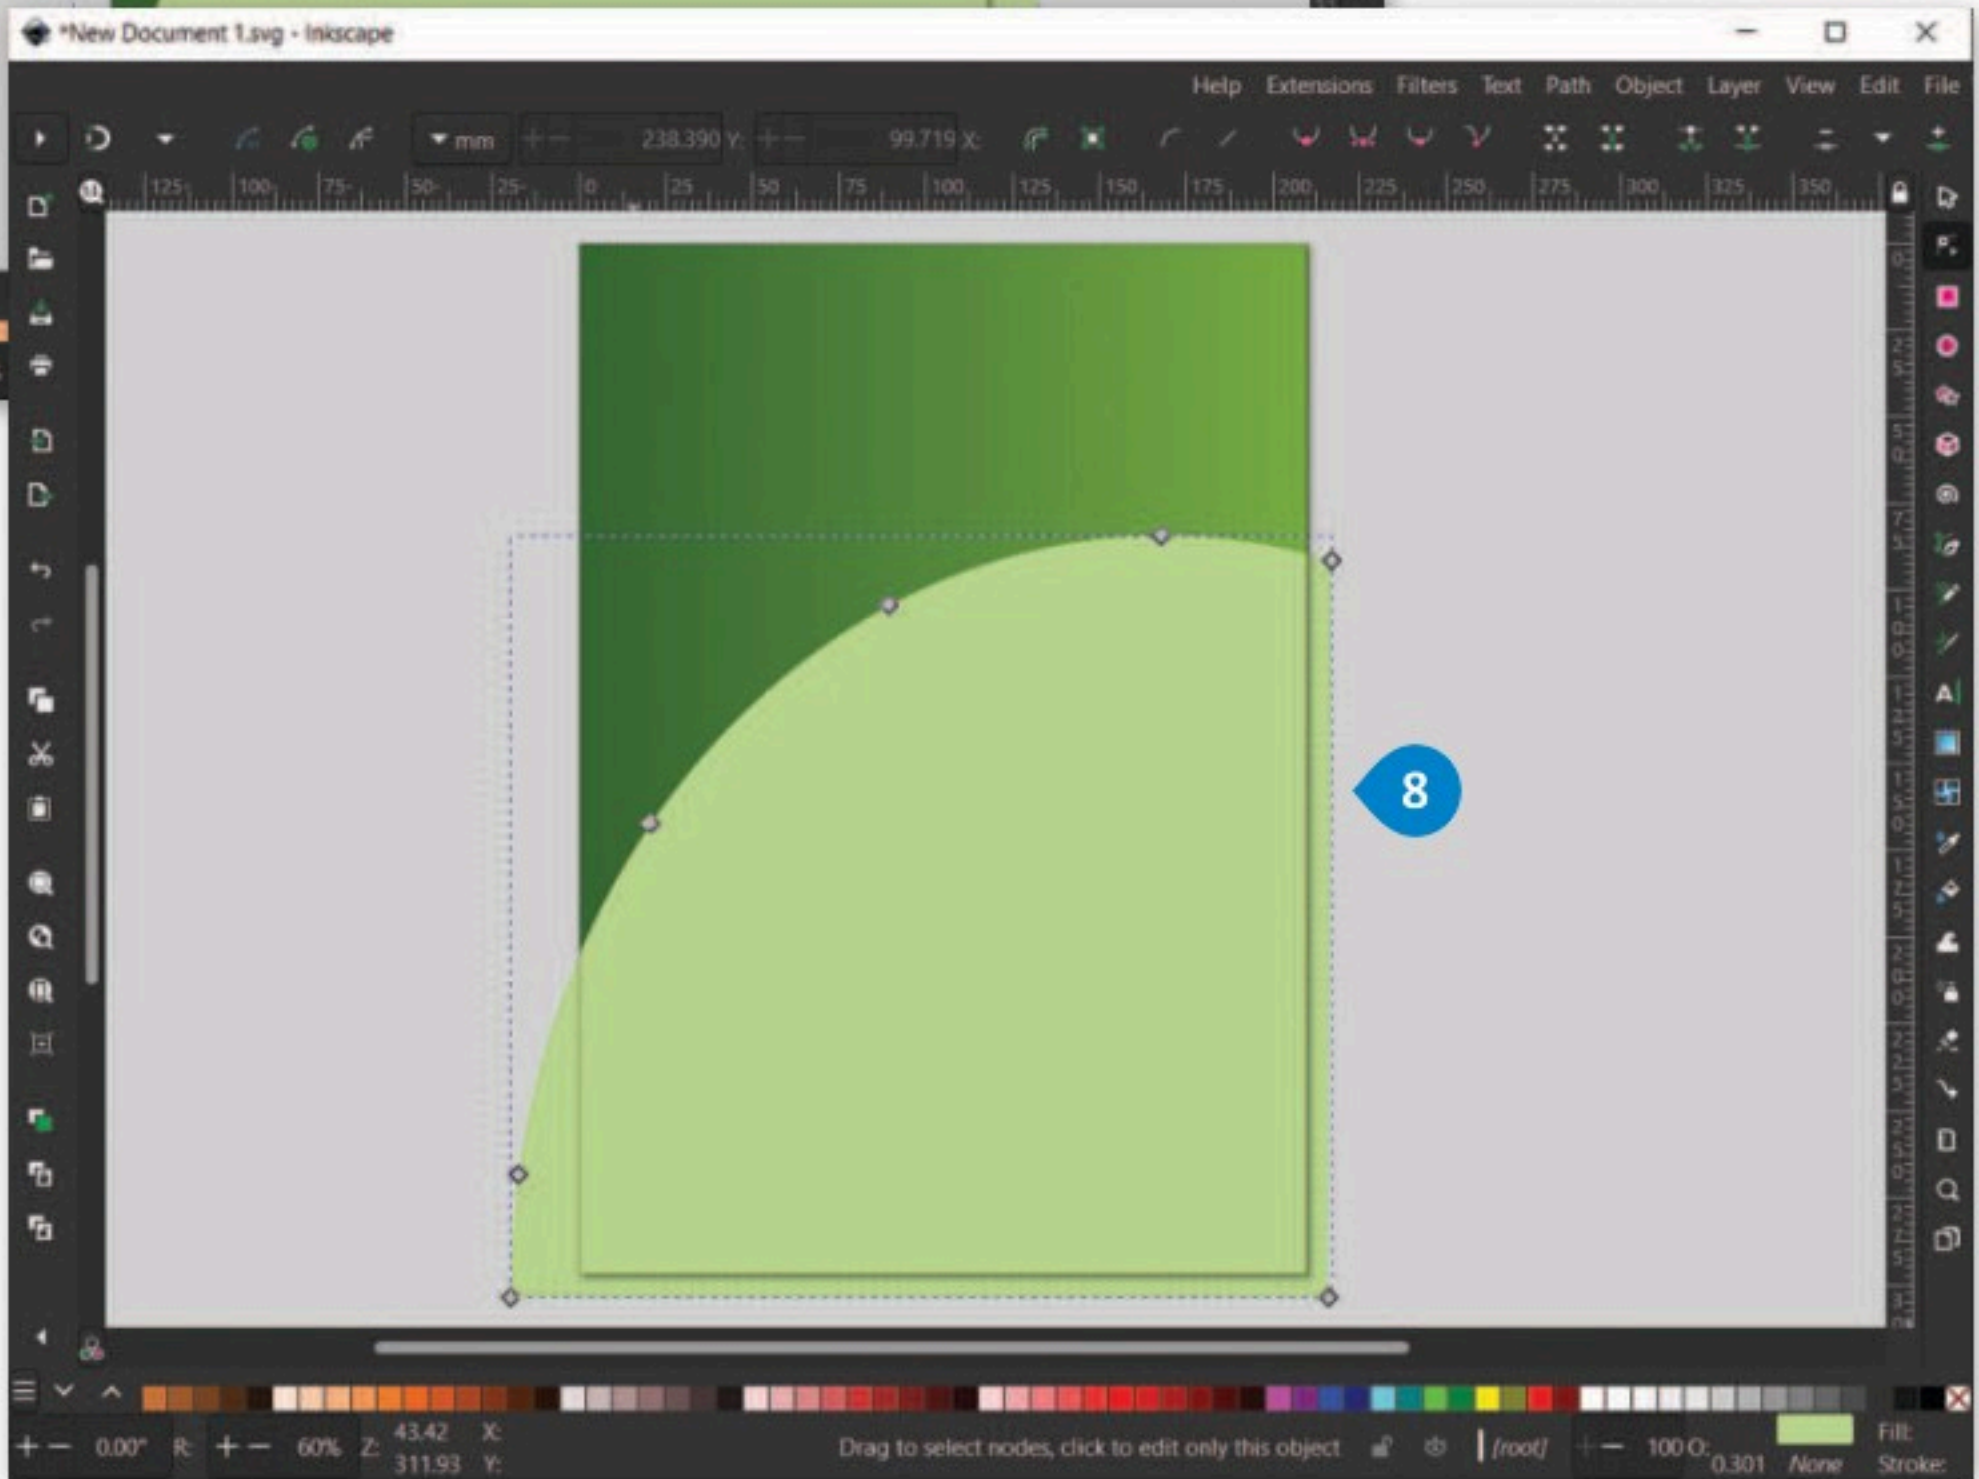 *New Document 1.svg - Inkscape
Help Extensions Filters Text Path Object Layer View Edit File
mm 238.390 Y: 99.719 X:
125 100 75 50 25 0 25 50 75 100 125 150 175 200 225 250 275 300 325 350
8
0.00° R: 60% Z: 43.42 X: Drag to select nodes, click to edit only this object [root] 100 O: Fill:
311.93 Y: 0.301 None Stroke: